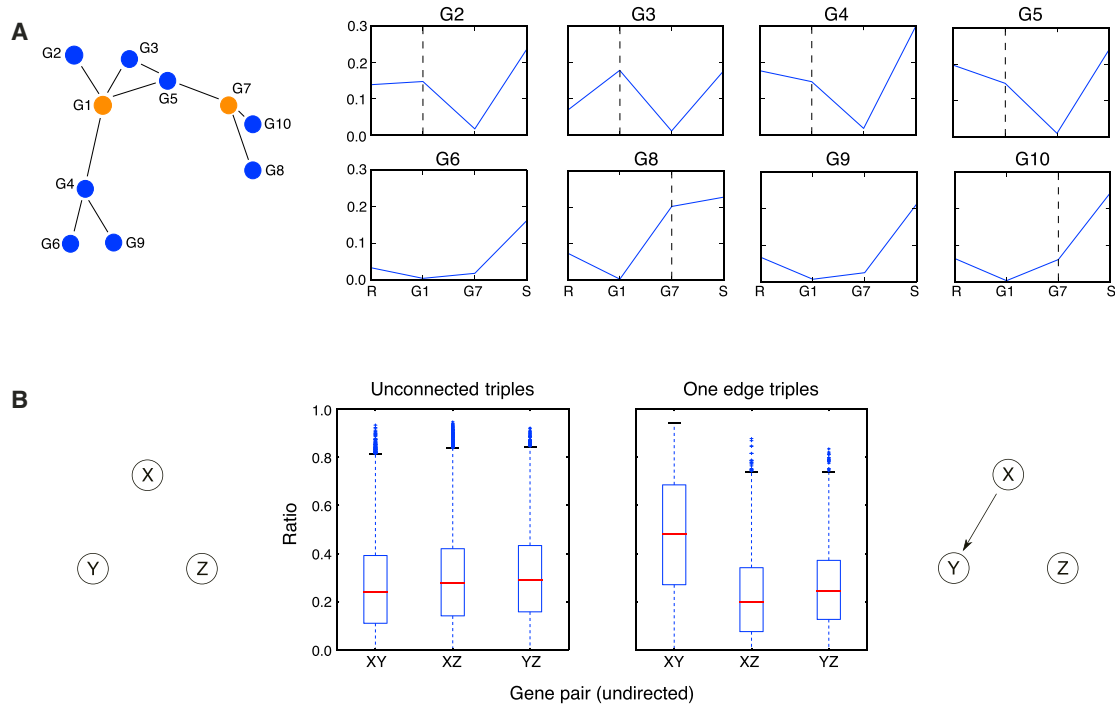 A
G2
G3
G5
G1
G7
G10
G8
G4
G6
G9
G2
G3
G4
G5
0.3
0.2
0.1
0.0
G6
G8
G9
G10
0.3
0.2
0.1
0.0
R G1 G7 S
R G1 G7 S
R G1 G7 S
R G1 G7 S
B
X
Y
Z
Unconnected triples
One edge triples
Ratio
1.0
0.8
0.6
0.4
0.2
0.0
XY XZ YZ
XY XZ YZ
Gene pair (undirected)
X
Y
Z